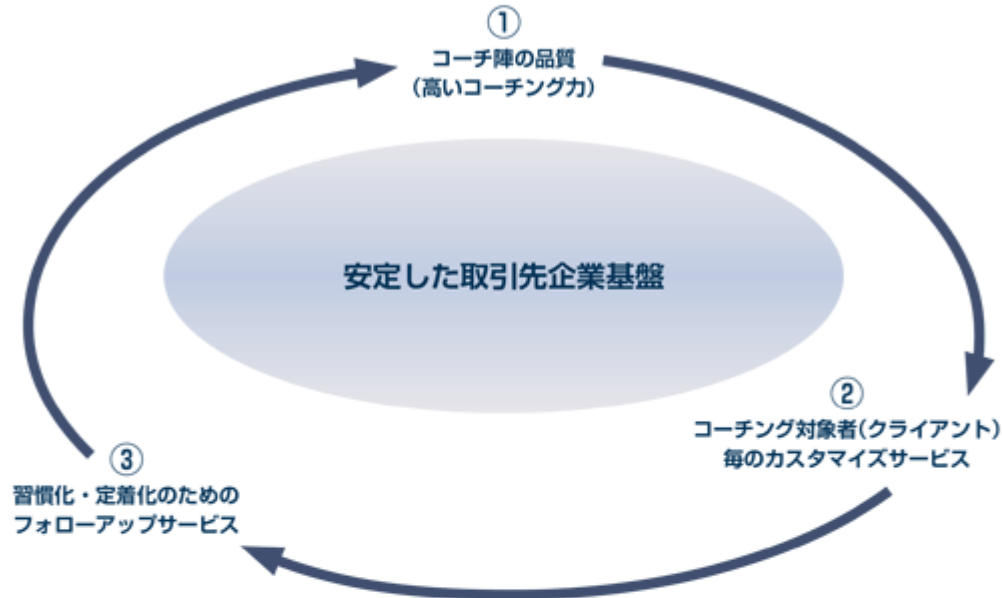 ①
コーチ陣の品質
（高いコーチング力）
安定した取引先企業基盤
②
コーチング対象者（クライアント）
毎のカスタマイズサービス
③
習慣化・定着化のための
フォローアップサービス